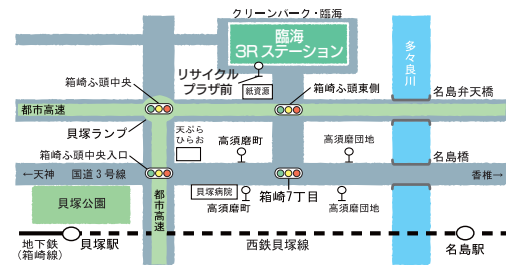 クリーンパーク・臨海
臨海
3Rステーション
多々良川
リサイクル
プラザ前
紙資源
箱崎ふ頭中央
箱崎ふ頭東側
名島弁天橋
都市高速
貝塚ランプ
天ぷら
ひらお
高須磨町
高須磨団地
箱崎ふ頭中央入口
名島橋
←天神
国道3号線
香椎→
貝塚病院
箱崎7丁目
高須磨町
高須磨団地
貝塚公園
都市高速
地下鉄
(箱崎線)
貝塚駅
西鉄貝塚線
名島駅